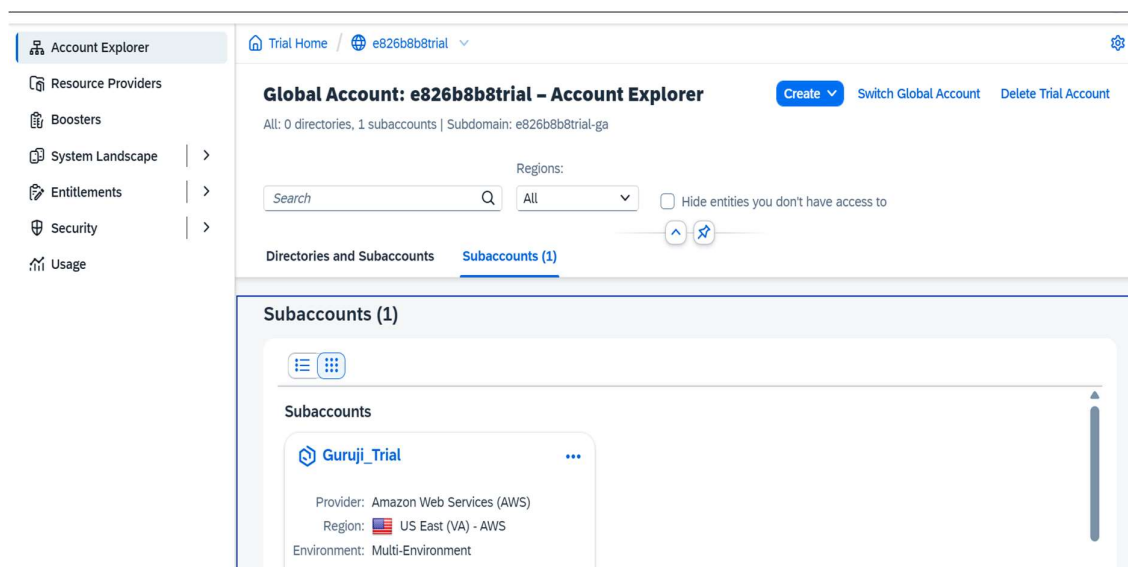 Account Explorer
Resource Providers
Boosters
System Landscape
Entitlements
Security
Usage
Trial Home / e826b8b8trial
Global Account: e826b8b8trial – Account Explorer
Create
Switch Global Account
Delete Trial Account
All: 0 directories, 1 subaccounts | Subdomain: e826b8b8trial-ga
Regions:
Search
All
Hide entities you don't have access to
Directories and Subaccounts
Subaccounts (1)
Subaccounts (1)
Subaccounts
Guruji_Trial
Provider: Amazon Web Services (AWS)
Region: US East (VA) - AWS
Environment: Multi-Environment